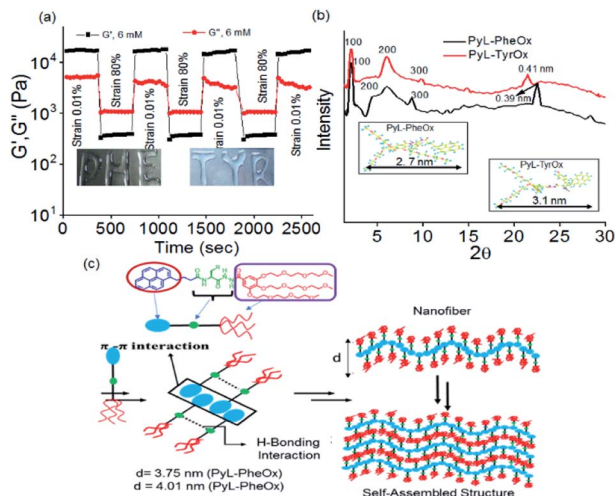 (a)
G', 6 mM
G", 6 mM
G',G" (Pa)
10⁴
10³
10²
10¹
Strain 0.01%
Strain 80%
Strain 0.01%
Strain 80%
Strain 80%
Strain 80%
Strain 0.01%
PHE
TYR
0 500 1000 1500 2000 2500
Time (sec)
(b)
PyL-PheOx
PyL-TyrOx
Intensity
100
100
200
200
300
300
0.41 nm
0.39 nm
PyL-PheOx
2.7 nm
PyL-TyrOx
3.1 nm
5 10 15 20 25 30
2θ
(c)
π -π interaction
H-Bonding
Interaction
d= 3.75 nm (PyL-PheOx)
d = 4.01 nm (PyL-PheOx)
Nanofiber
d
Self-Assembled Structure